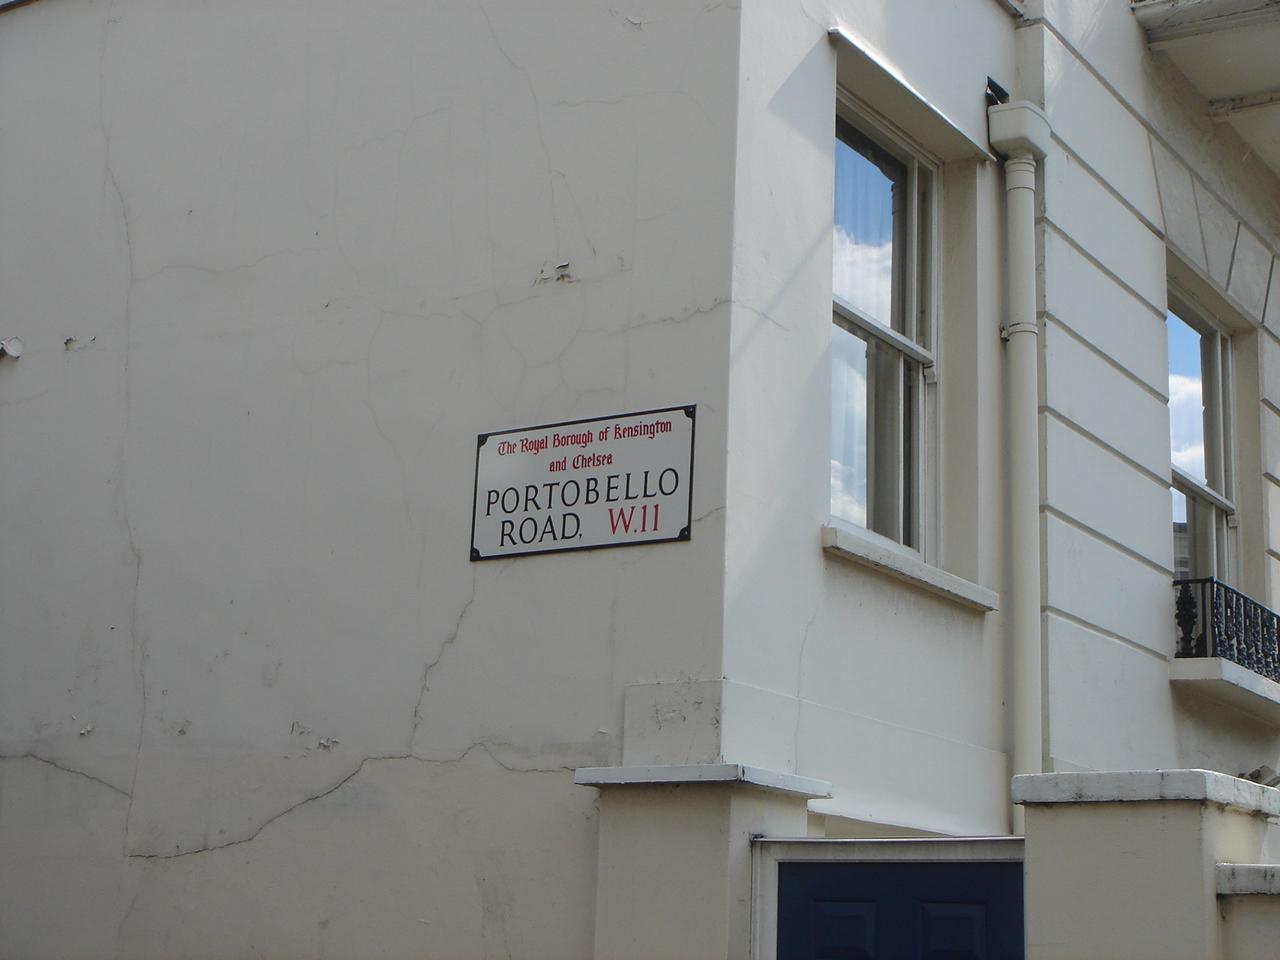 The Royal Borough of Kensington
and Chelsea
PORTOBELLO
ROAD, W.11